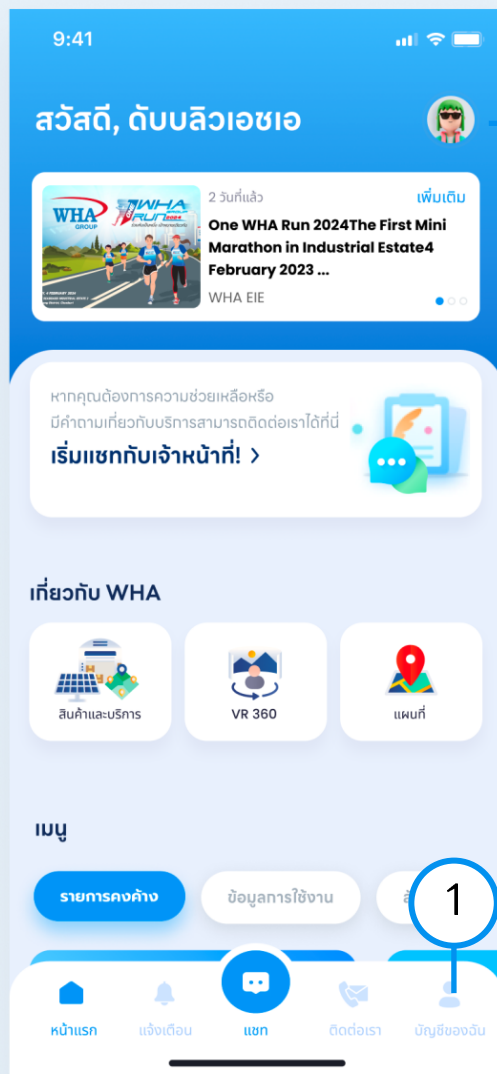 9:41
สวัสดี, ดับบลิวเอชเอ
WHA
GROUP
WHA
RUN 2024
2 วันที่แล้ว
เพิ่มเติม
One WHA Run 2024The First Mini
Marathon in Industrial Estate4
February 2023 ...
WHA EIE
หากคุณต้องการความช่วยเหลือหรือ
มีคำถามเกี่ยวกับบริการสามารถติดต่อเราได้ที่นี่
เริ่มแชทกับเจ้าหน้าที่! >
เกี่ยวกับ WHA
สินค้าและบริการ
VR 360
แผนที่
เมนู
รายการคงค้าง
ข้อมูลการใช้งาน
1
หน้าแรก
แจ้งเตือน
แชท
ติดต่อเรา
บัญชีของฉัน